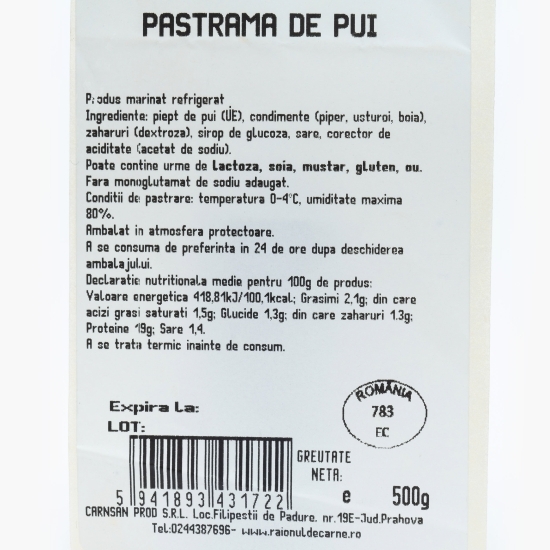 PASTRAMA DE PUI
Produs marinat refrigerat
Ingrediente: piept de pui (UE), condimente (piper, usturoi, boia),
zaharuri (dextroza), sirop de glucoza, sare, corector de
aciditate (acetat de sodiu).
Poate contine urme de Lactoza, soia, mustar, gluten, ou.
Fara monoglutamat de sodiu adaugat.
Conditii de pastrare: temperatura 0-4°C, umiditate maxima
80%.
Ambalat in atmosfera protectoare.
A se consuma de preferinta in 24 de ore dupa deschiderea
ambalajului.
Declaratie nutritionala medie pentru 100g de produs:
Valoare energetica 418,81kJ/100,1kcal; Grasimi 2,1g; din care
acizi grasi saturati 1,5g; Glucide 1,3g; din care zaharuri 1.3g;
Proteine 19g; Sare 1,4.
A se trata termic inainte de consum.
Expira La:
LOT:
ROMÂNIA
783
EC
GREUTATE
NETA:
e 500g
5 941893 431722
CARNSAN PROD S.R.L. Loc.Filipestii de Padure. nr.19E-Jud.Prahova
Tel:0244387696- www.raionuldecarne.ro